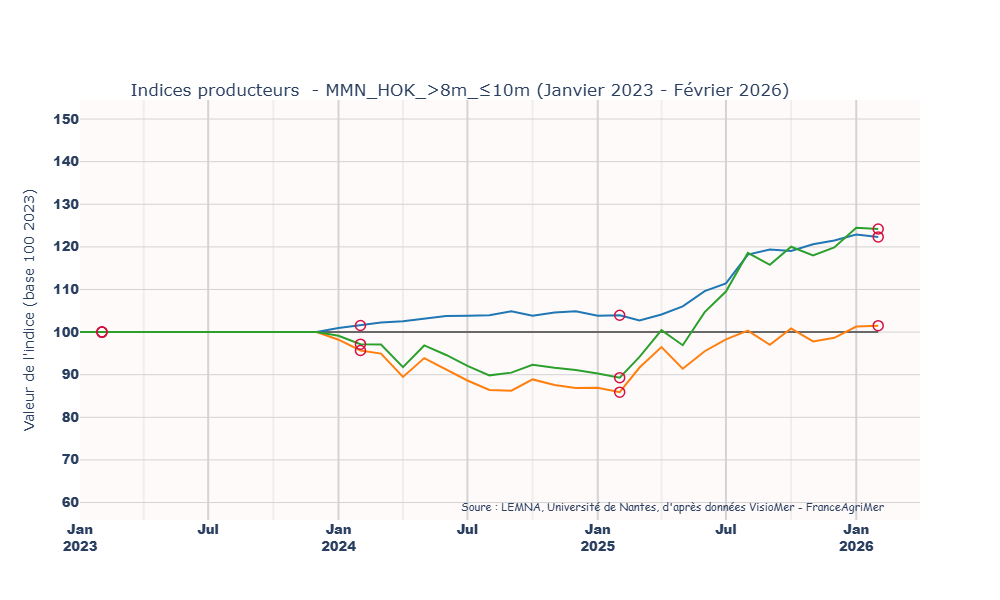 Indices producteurs - MMN_HOK_>8m_≤10m (Janvier 2023 - Février 2026)
Valeur de l'indice (base 100 2023)
150
140
130
120
110
100
90
80
70
60
Soure : LEMNA, Université de Nantes, d'après données VisioMer - FranceAgriMer
Jan
2023
Jul
Jan
2024
Jul
Jan
2025
Jul
Jan
2026